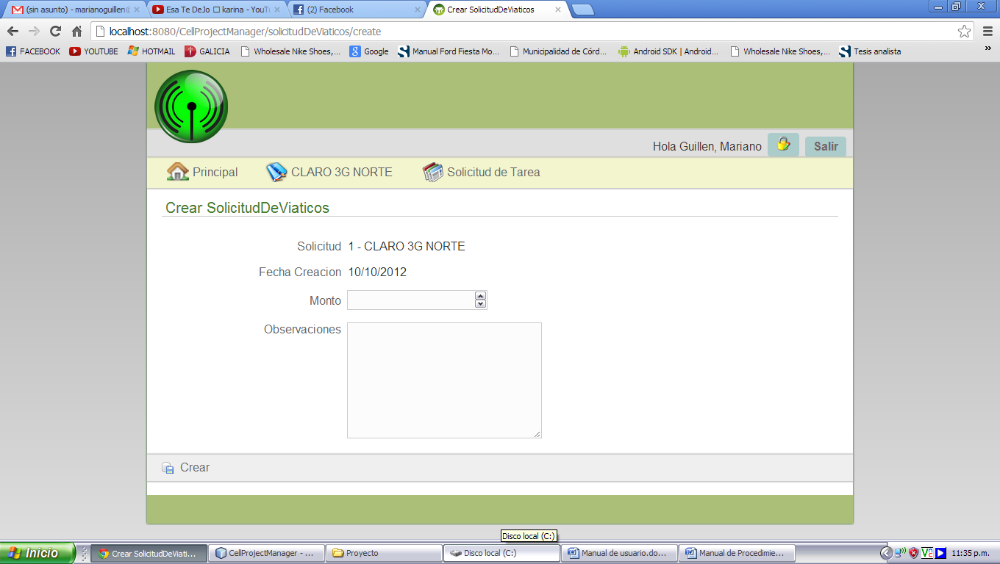 (sin asunto) - marianoguillen@
Esa Te DeJo □ karina - YouTu
(2) Facebook
Crear SolicitudDeViaticos
localhost:8080/CellProjectManager/solicitudDeViaticos/create
FACEBOOK YOUTUBE HOTMAIL GALICIA Wholesale Nike Shoes,... Google Manual Ford Fiesta Mo... Municipalidad de Córd... Android SDK | Android... Wholesale Nike Shoes,... Tesis analista »
Hola Guillen, Mariano Salir
Principal CLARO 3G NORTE Solicitud de Tarea
Crear SolicitudDeViaticos
Solicitud 1 - CLARO 3G NORTE
Fecha Creacion 10/10/2012
Monto
Observaciones
Crear
Disco local (C:)
Inicio Crear SolicitudDeViati... CellProjectManager - ... Proyecto Disco local (C:) Manual de usuario.do... Manual de Procedimie... 11:35 p.m.